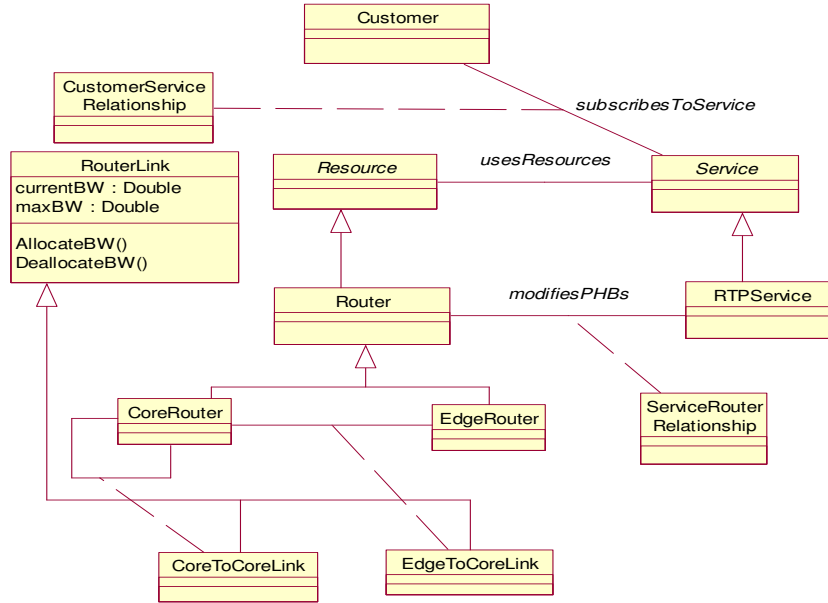 Customer
CustomerService
Relationship
subscribesToService
RouterLink
currentBW : Double
maxBW : Double
AllocateBW()
DeallocateBW()
Resource
usesResources
Service
Router
modifiesPHBs
RTPService
CoreRouter
EdgeRouter
ServiceRouter
Relationship
CoreToCoreLink
EdgeToCoreLink